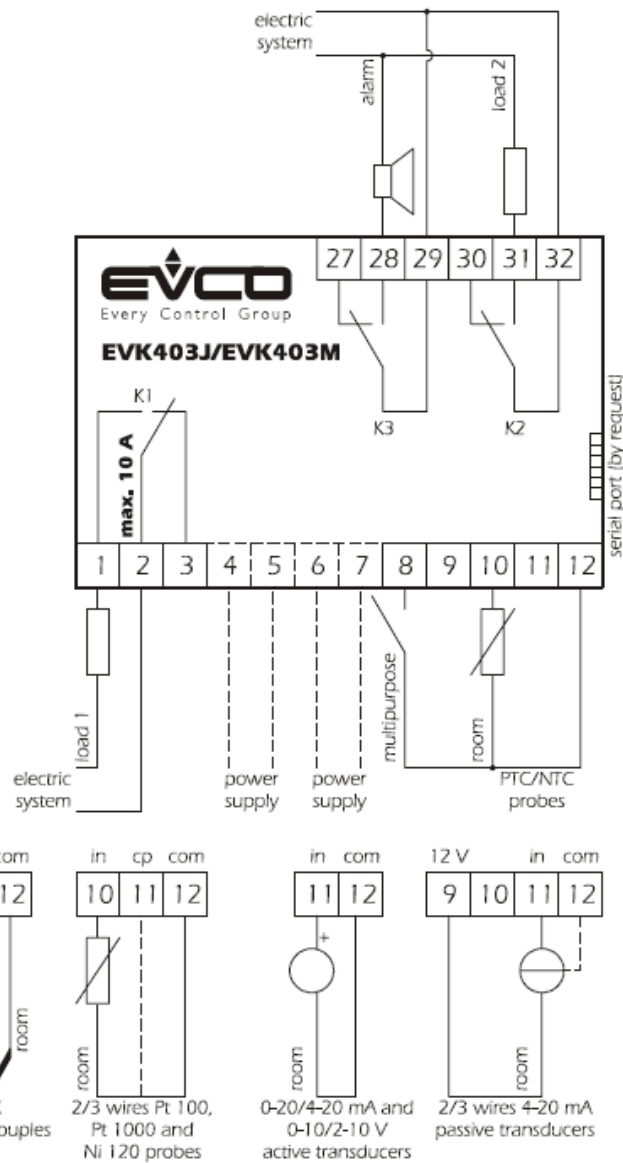 electric
system
alarm
load 2
27 28 29 30 31 32
EVCO
Every Control Group
EVK403J/EVK403M
K1
K3
K2
max. 10 A
serial port (by request)
1 2 3 4 5 6 7 8 9 10 11 12
load 1
multipurpose
room
electric
system
power
supply
power
supply
PTC/NTC
probes
com
12
room
in cp com
10 11 12
room
2/3 wires Pt 100,
Pt 1000 and
Ni 120 probes
in com
11 12
+
room
0-20/4-20 mA and
0-10/2-10 V
active transducers
12 V in com
9 10 11 12
room
2/3 wires 4-20 mA
passive transducers